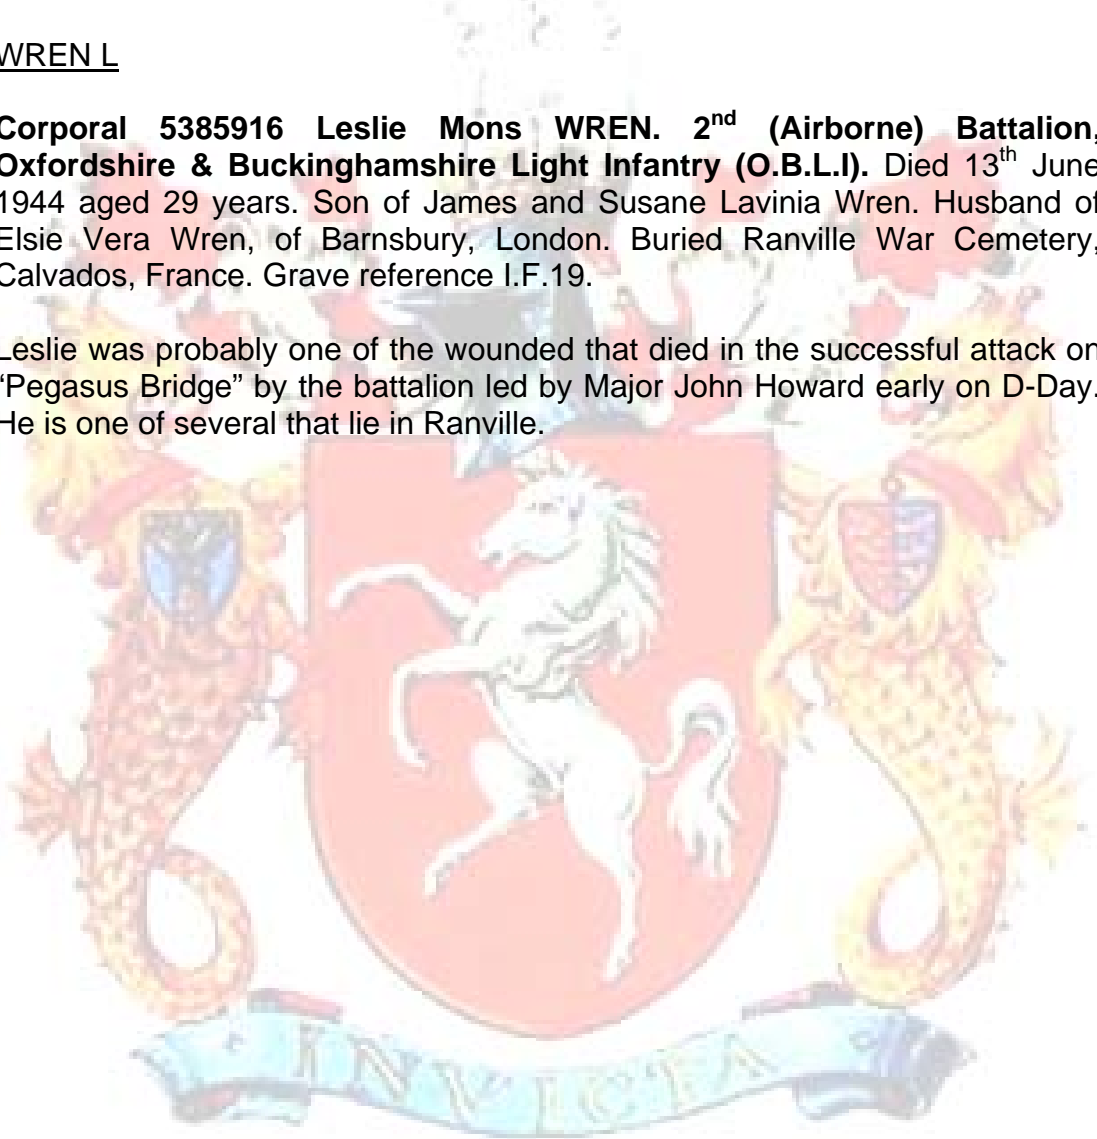 WREN L
Corporal 5385916 Leslie Mons WREN. 2nd (Airborne) Battalion,
Oxfordshire & Buckinghamshire Light Infantry (O.B.L.I). Died 13th June
1944 aged 29 years. Son of James and Susane Lavinia Wren. Husband of
Elsie Vera Wren, of Barnsbury, London. Buried Ranville War Cemetery,
Calvados, France. Grave reference I.F.19.
Leslie was probably one of the wounded that died in the successful attack on
“Pegasus Bridge” by the battalion led by Major John Howard early on D-Day.
He is one of several that lie in Ranville.
INVICTA